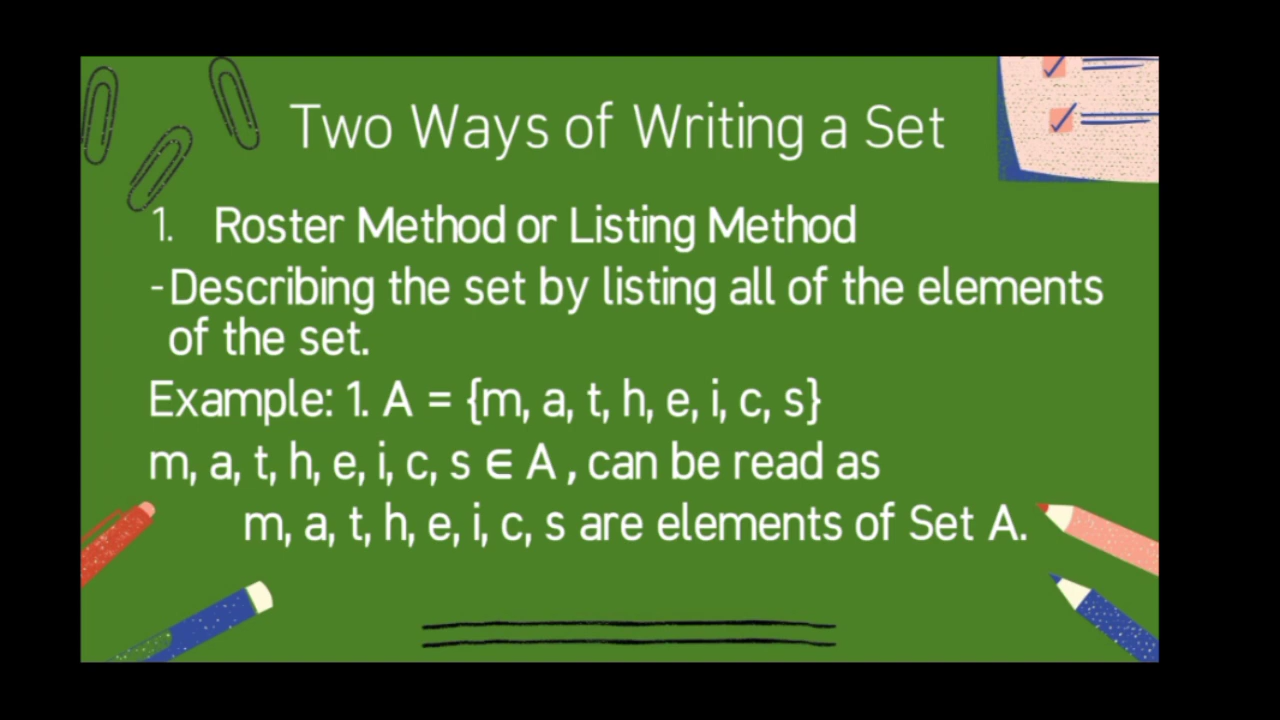 Two Ways of Writing a Set
1. Roster Method or Listing Method
-Describing the set by listing all of the elements
of the set.
Example: 1. A = {m, a, t, h, e, i, c, s}
m, a, t, h, e, i, c, s ∈ A , can be read as
m, a, t, h, e, i, c, s are elements of Set A.